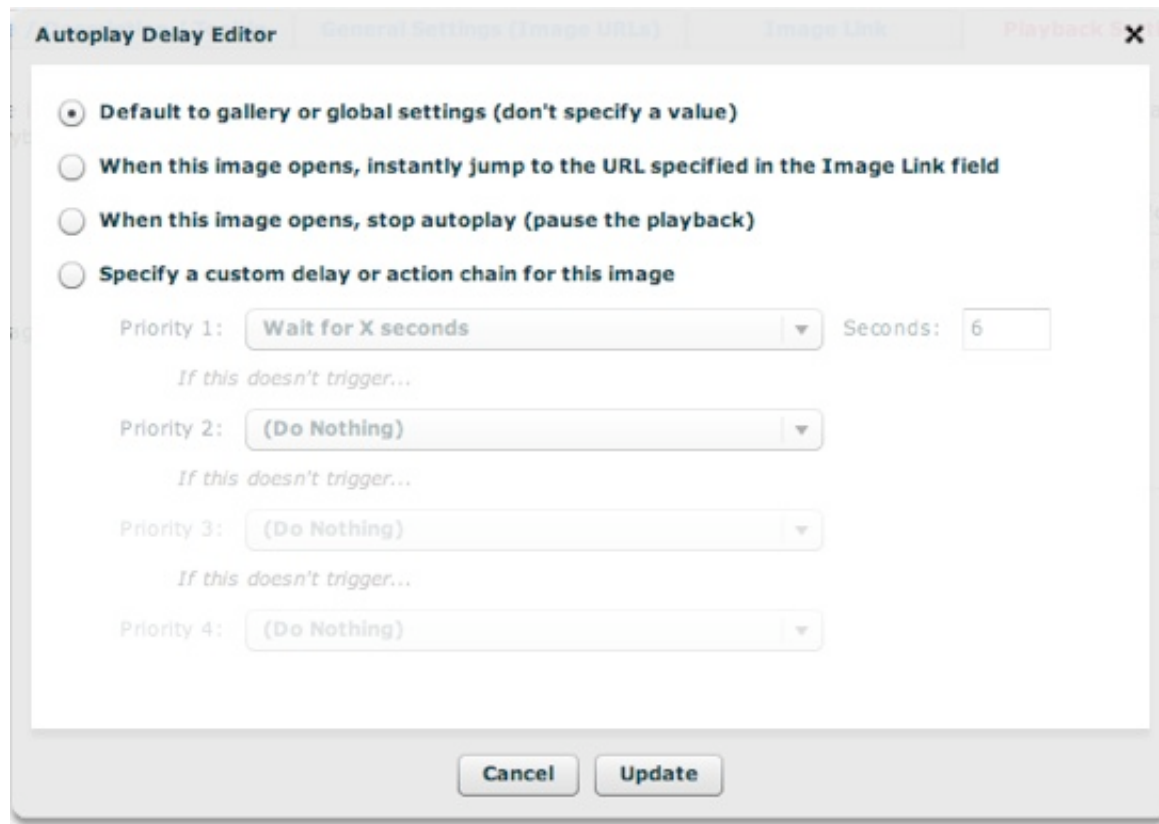 General Settings (Image URLs) Image Link Playback
Autoplay Delay Editor
Default to gallery or global settings (don't specify a value)
When this image opens, instantly jump to the URL specified in the Image Link field
When this image opens, stop autoplay (pause the playback)
Specify a custom delay or action chain for this image
Priority 1: Wait for X seconds Seconds: 6
If this doesn't trigger...
Priority 2: (Do Nothing)
If this doesn't trigger...
Priority 3: (Do Nothing)
If this doesn't trigger...
Priority 4: (Do Nothing)
Cancel Update